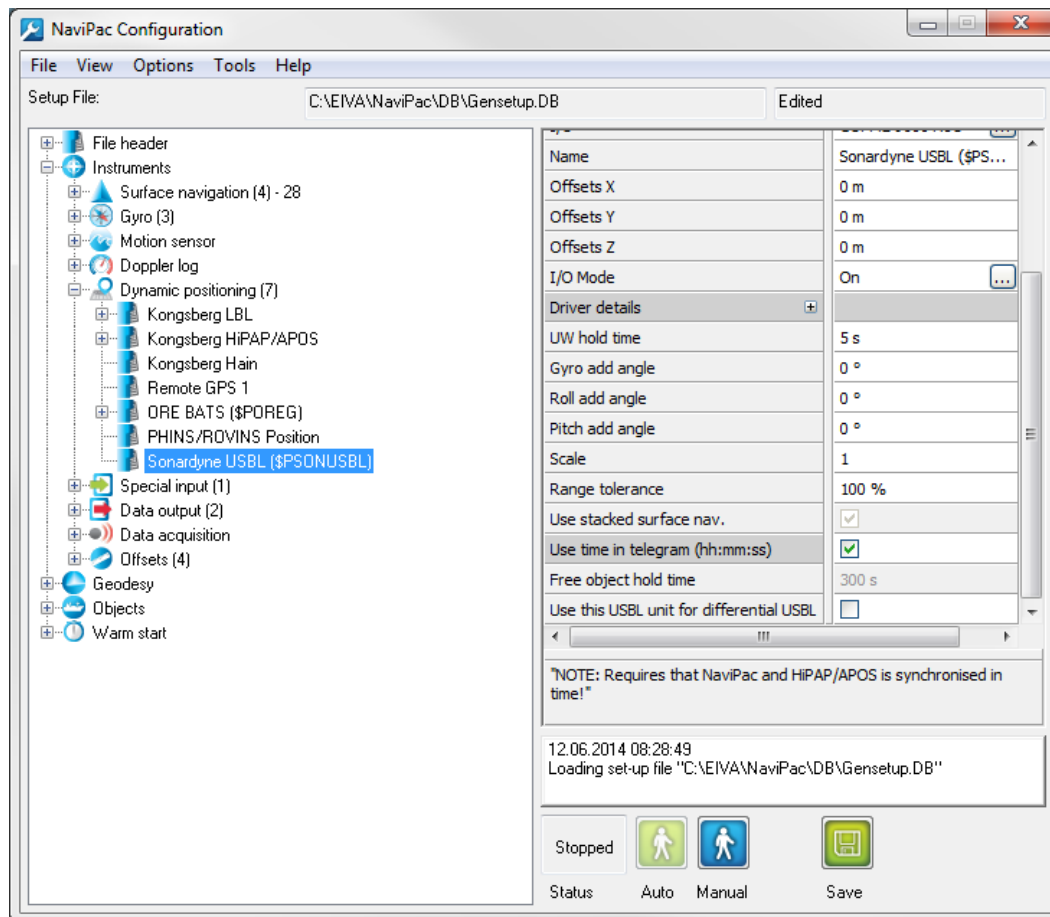 NaviPac Configuration
File View Options Tools Help
Setup File: C:\EIVA\NaviPac\DB\Gensetup.DB Edited
File header
Instruments
Surface navigation (4) - 28
Gyro (3)
Motion sensor
Doppler log
Dynamic positioning (7)
Kongsberg LBL
Kongsberg HiPAP/APOS
Kongsberg Hain
Remote GPS 1
ORE BATS ($POREG)
PHINS/ROVINS Position
Sonardyne USBL ($PSONUSBL)
Special input (1)
Data output (2)
Data acquisition
Offsets (4)
Geodesy
Objects
Warm start
Name Sonardyne USBL ($PS...
Offsets X 0 m
Offsets Y 0 m
Offsets Z 0 m
I/O Mode On ...
Driver details
UW hold time 5 s
Gyro add angle 0 °
Roll add angle 0 °
Pitch add angle 0 °
Scale 1
Range tolerance 100 %
Use stacked surface nav.
Use time in telegram (hh:mm:ss)
Free object hold time 300 s
Use this USBL unit for differential USBL
"NOTE: Requires that NaviPac and HiPAP/APOS is synchronised in
time!"
12.06.2014 08:28:49
Loading set-up file "C:\EIVA\NaviPac\DB\Gensetup.DB"
Stopped
Status Auto Manual Save